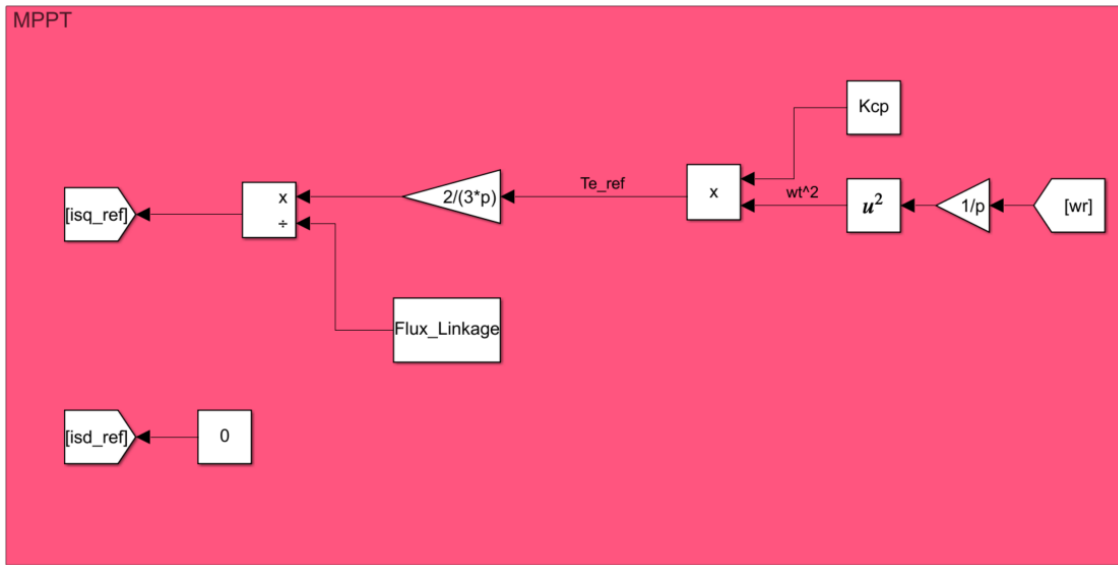 MPPT
Kcp
[isq_ref]
x
÷
2/(3*p)
Te_ref
x
wt^2
u²
1/p
[wr]
Flux_Linkage
[isd_ref]
0